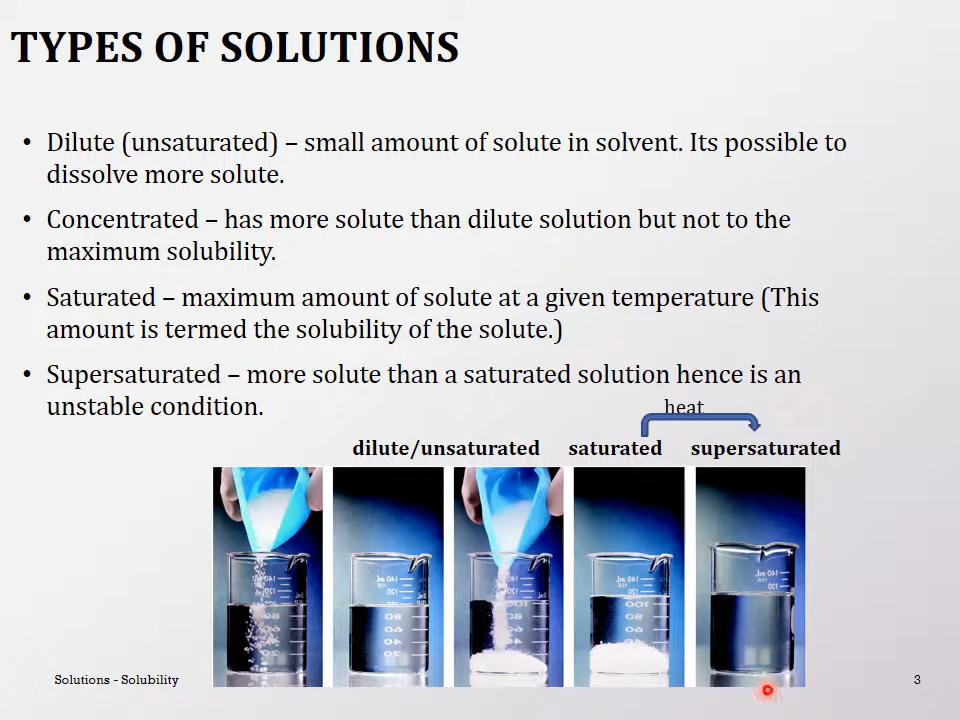 TYPES OF SOLUTIONS
• Dilute (unsaturated) – small amount of solute in solvent. Its possible to
dissolve more solute.
• Concentrated – has more solute than dilute solution but not to the
maximum solubility.
• Saturated – maximum amount of solute at a given temperature (This
amount is termed the solubility of the solute.)
• Supersaturated – more solute than a saturated solution hence is an
unstable condition.
heat
dilute/unsaturated saturated supersaturated
Solutions - Solubility
3